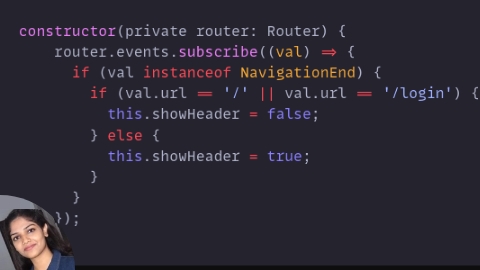 constructor(private router: Router) {
router.events.subscribe((val) => {
if (val instanceof NavigationEnd) {
if (val.url == '/' || val.url == '/login') {
this.showHeader = false;
} else {
this.showHeader = true;
}
}
});